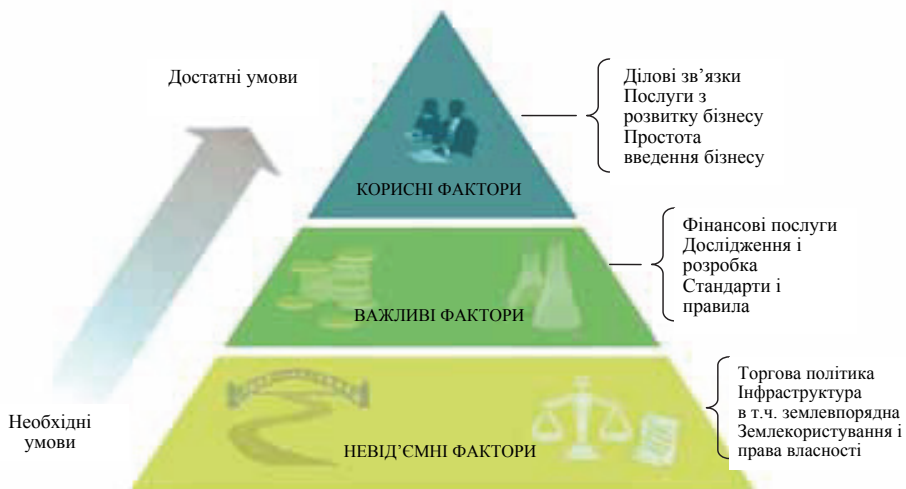 Достатні умови
Ділові зв’язки
Послуги з
розвитку бізнесу
Простота
введення бізнесу
КОРИСНІ ФАКТОРИ
Фінансові послуги
Дослідження і
розробка
Стандарти і
правила
ВАЖЛИВІ ФАКТОРИ
Торгова політика
Інфраструктура
в т.ч. землевпорядна
Землекористування і
права власності
Необхідні
умови
НЕВІД’ЄМНІ ФАКТОРИ